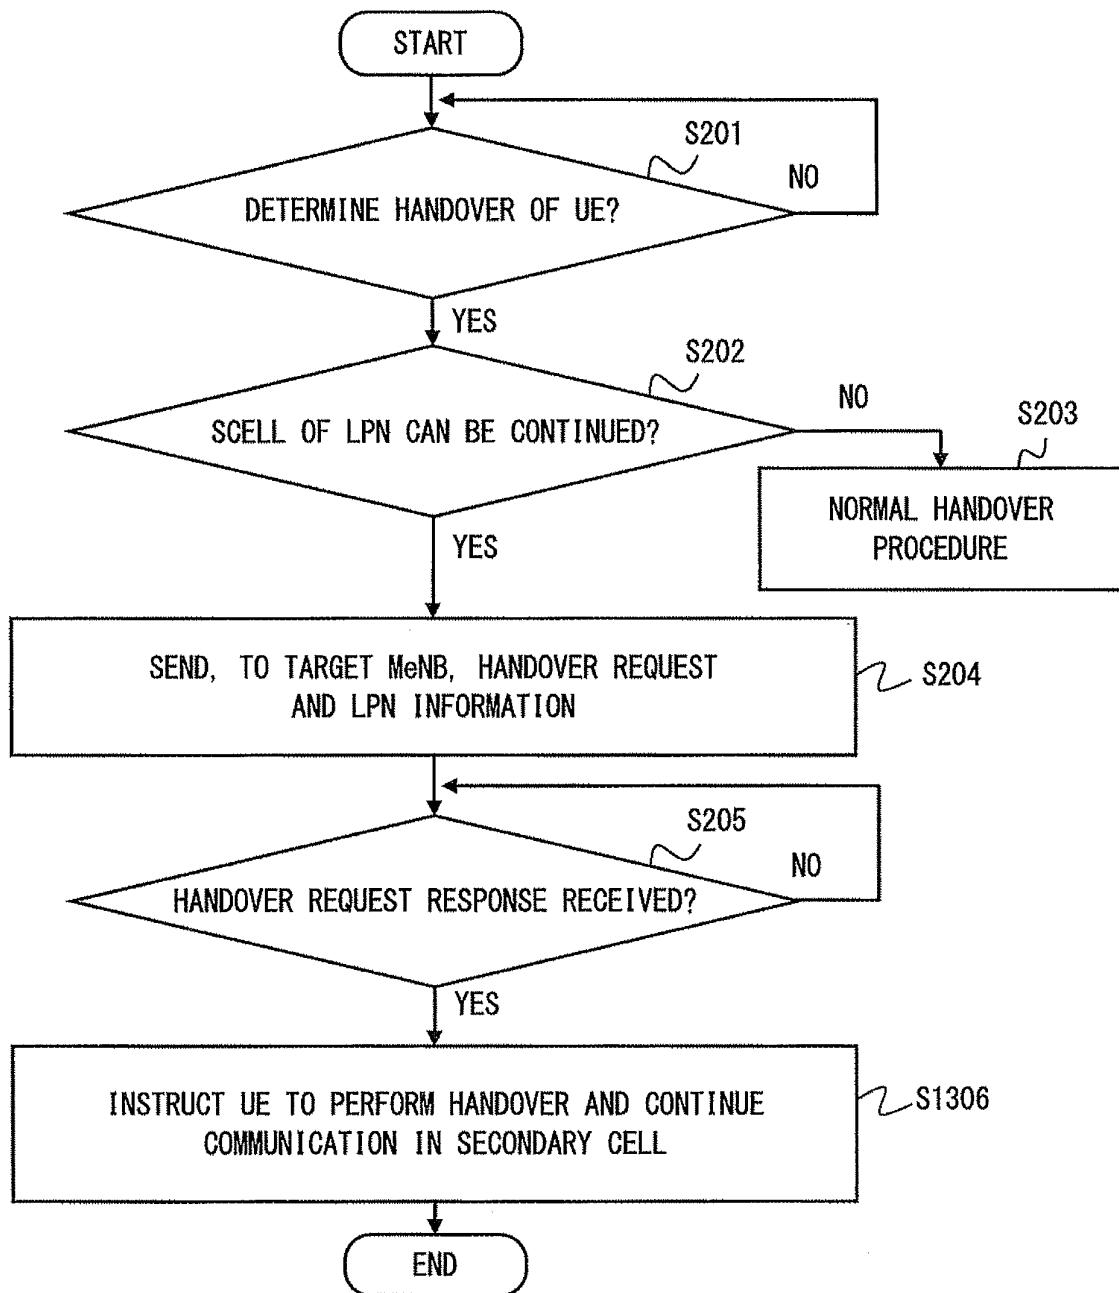 START
S201
NO
DETERMINE HANDOVER OF UE?
YES
S202
NO
SCELL OF LPN CAN BE CONTINUED?
S203
NORMAL HANDOVER
PROCEDURE
YES
SEND, TO TARGET MeNB, HANDOVER REQUEST
AND LPN INFORMATION
S204
S205
NO
HANDOVER REQUEST RESPONSE RECEIVED?
YES
INSTRUCT UE TO PERFORM HANDOVER AND CONTINUE
COMMUNICATION IN SECONDARY CELL
S1306
END